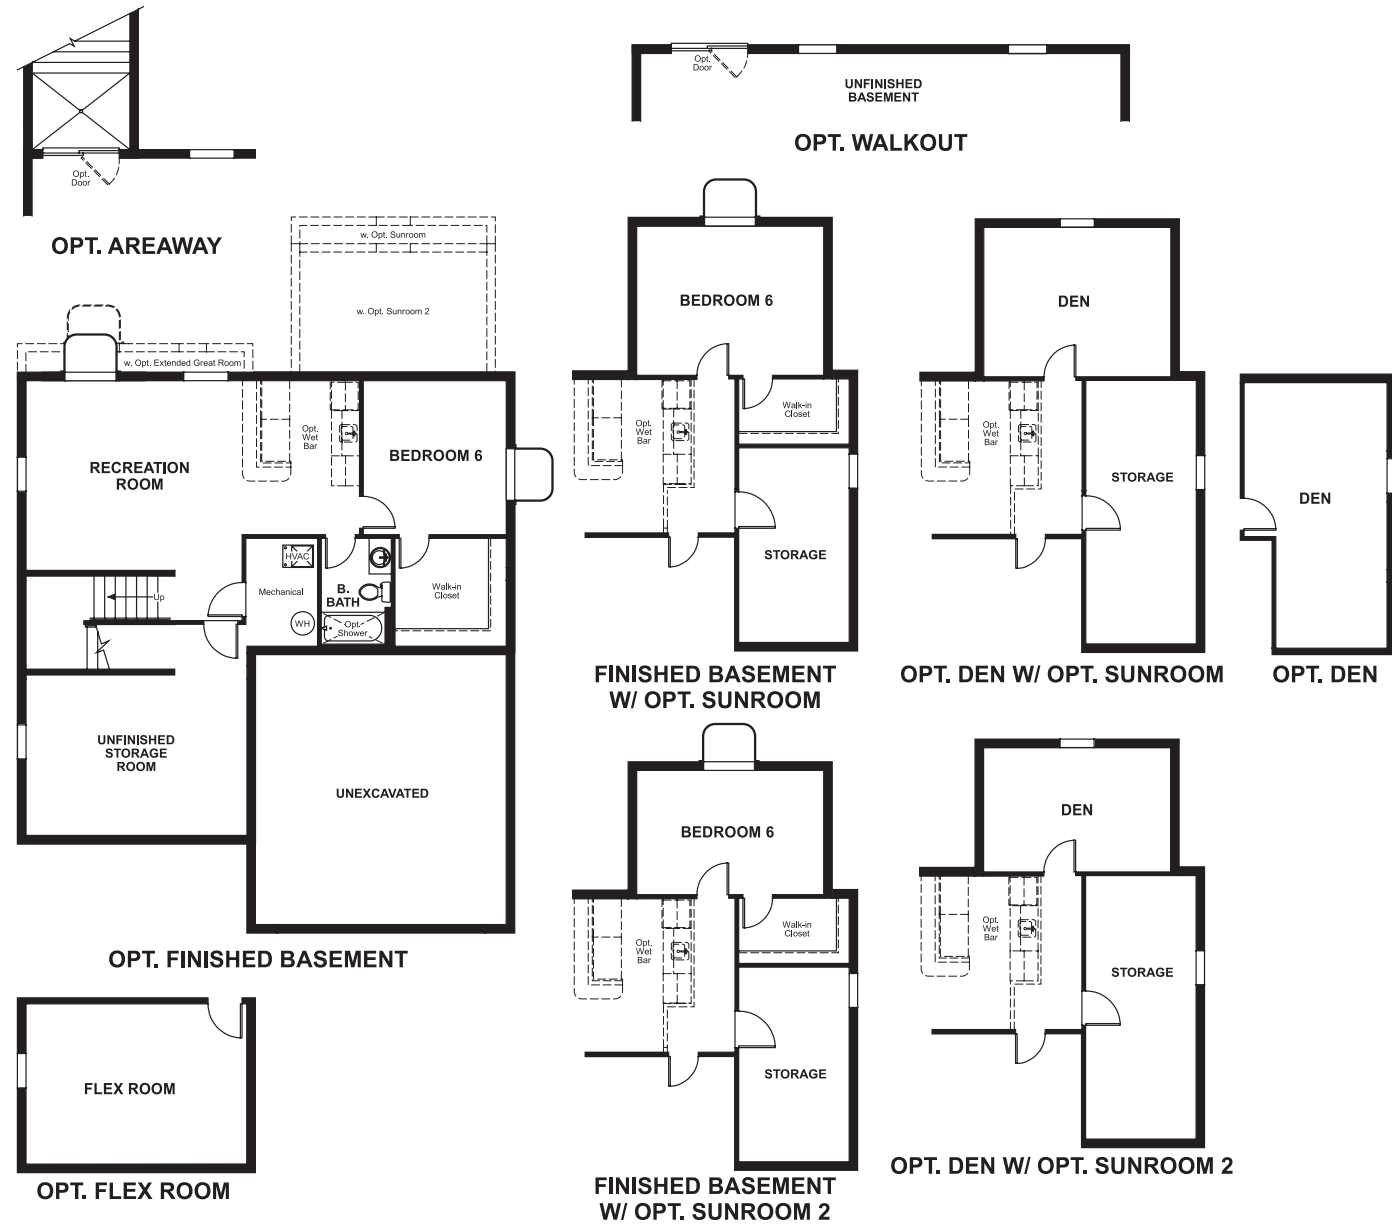 Opt.
Door
OPT. AREAWAY
Opt.
Door
UNFINISHED
BASEMENT
OPT. WALKOUT
w. Opt. Sunroom
w. Opt. Sunroom 2
w. Opt. Extended Great Room
RECREATION
ROOM
Opt.
Wet
Bar
BEDROOM 6
HVAC
Mechanical
WH
B.
BATH
Opt.
Shower
Walk-in
Closet
Up
UNFINISHED
STORAGE
ROOM
UNEXCAVATED
OPT. FINISHED BASEMENT
FLEX ROOM
OPT. FLEX ROOM
BEDROOM 6
Opt.
Wet
Bar
Walk-in
Closet
STORAGE
FINISHED BASEMENT
W/ OPT. SUNROOM
DEN
Opt.
Wet
Bar
STORAGE
OPT. DEN W/ OPT. SUNROOM
DEN
OPT. DEN
BEDROOM 6
Opt.
Wet
Bar
Walk-in
Closet
STORAGE
FINISHED BASEMENT
W/ OPT. SUNROOM 2
DEN
Opt.
Wet
Bar
STORAGE
OPT. DEN W/ OPT. SUNROOM 2